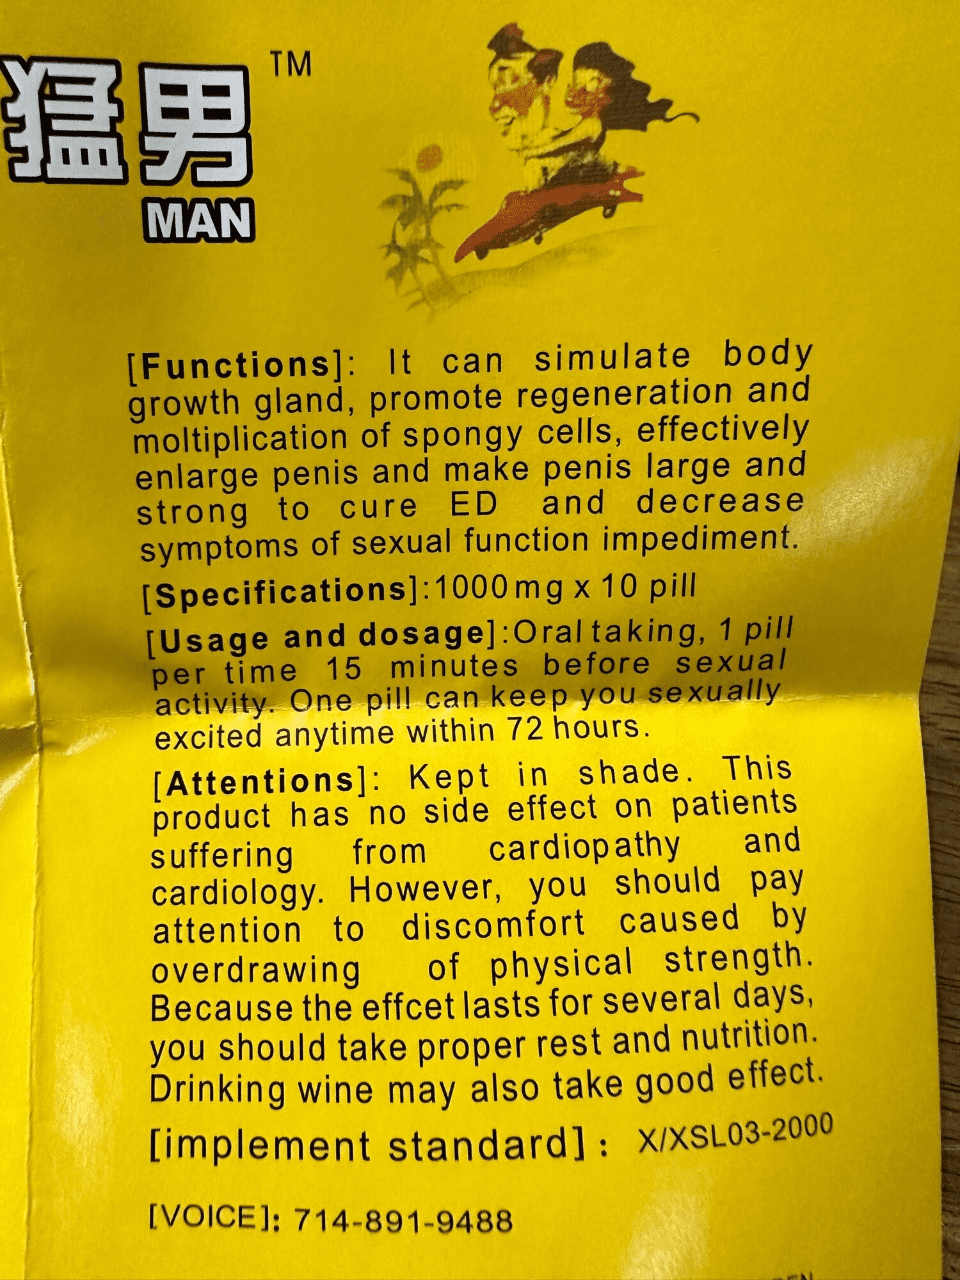 猛男 TM
MAN
[Functions]: It can simulate body
growth gland, promote regeneration and
moltiplication of spongy cells, effectively
enlarge penis and make penis large and
strong to cure ED and decrease
symptoms of sexual function impediment.
[Specifications]:1000mg x 10 pill
[Usage and dosage]:Oral taking, 1 pill
per time 15 minutes before sexual
activity. One pill can keep you sexually
excited anytime within 72 hours.
[Attentions]: Kept in shade. This
product has no side effect on patients
suffering from cardiopathy and
cardiology. However, you should pay
attention to discomfort caused by
overdrawing of physical strength.
Because the effcet lasts for several days,
you should take proper rest and nutrition.
Drinking wine may also take good effect.
[implement standard]: X/XSL03-2000
[VOICE]: 714-891-9488